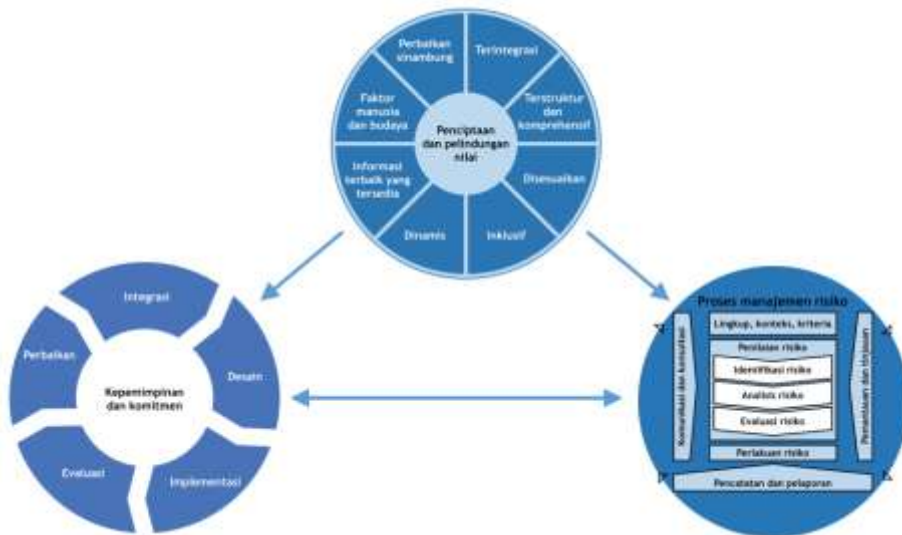 Perbaikan
sinambung
Terintegrasi
Faktor
manusia
dan budaya
Terstruktur
dan
komprehensif
Penciptaan
dan pelindungan
nilai
Informasi
terbaik yang
tersedia
Disesuaikan
Dinamis
Inklusif
Integrasi
Perbaikan
Desain
Kepemimpinan
dan komitmen
Evaluasi
Implementasi
Proses manajemen risiko
Komunikasi dan konsultasi
Lingkup, konteks, kriteria
Penilaian risiko
Identifikasi risiko
Analisis risiko
Evaluasi risiko
Perlakuan risiko
Pemantauan dan tinjauan
Pencatatan dan pelaporan